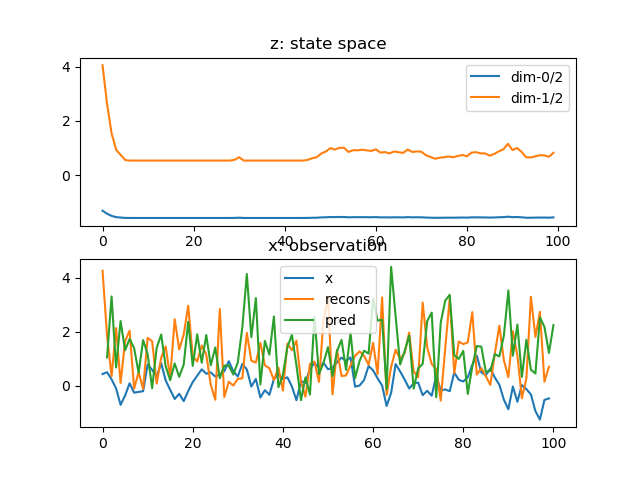 z: state space
4
2
0
dim-0/2
dim-1/2
0 20 40 60 80 100
x: observation
4
2
0
x
recons
pred
0 20 40 60 80 100